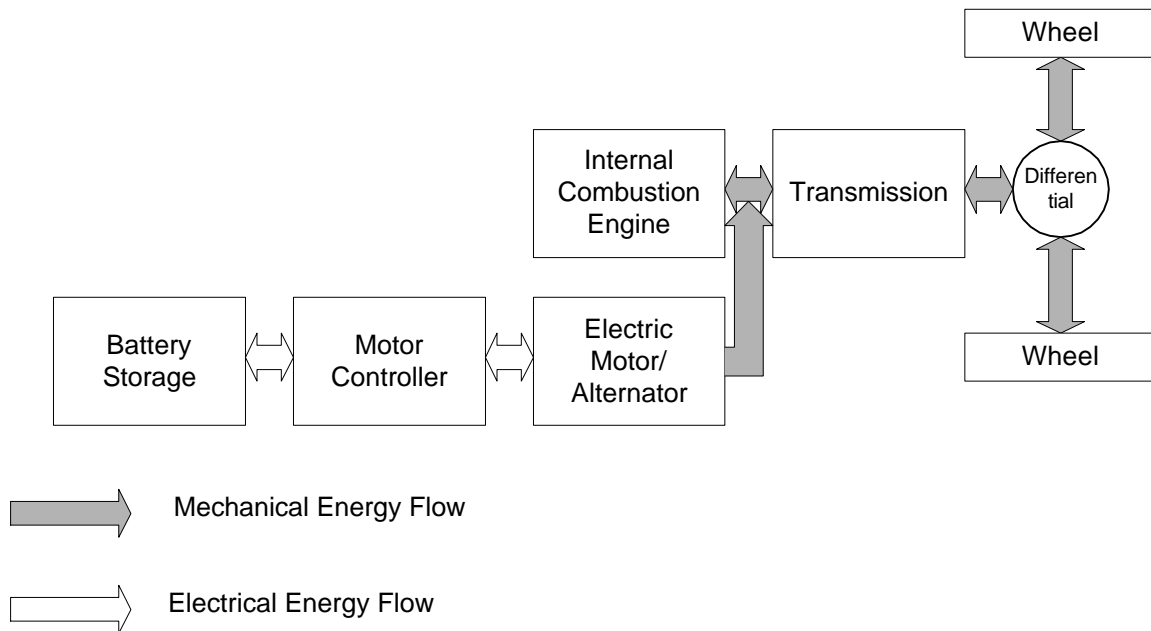 Wheel
Internal
Combustion
Engine
Transmission
Differen
tial
Battery
Storage
Motor
Controller
Electric
Motor/
Alternator
Wheel
Mechanical Energy Flow
Electrical Energy Flow